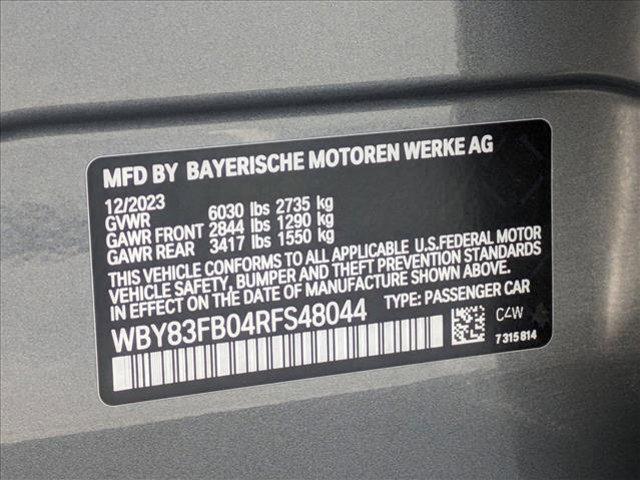 MFD BY BAYERISCHE MOTOREN WERKE AG
12/2023
GVWR 6030 lbs 2735 kg
GAWR FRONT 2844 lbs 1290 kg
GAWR REAR 3417 lbs 1550 kg
THIS VEHICLE CONFORMS TO ALL APPLICABLE U.S.FEDERAL MOTOR
VEHICLE SAFETY, BUMPER AND THEFT PREVENTION STANDARDS
IN EFFECT ON THE DATE OF MANUFACTURE SHOWN ABOVE.
WBY83FB04RFS48044 TYPE: PASSENGER CAR
C4W
7315814